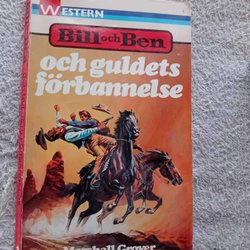 WESTERN
Bill och Ben
och guldets
förbannelse
Marshall Grover